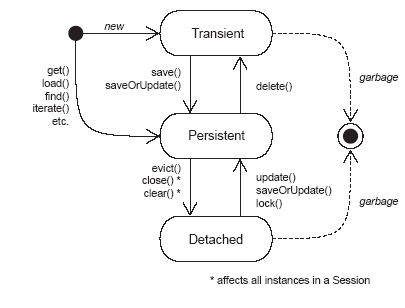 new
Transient
get()
load()
find()
iterate()
etc.
save()
saveOrUpdate()
delete()
garbage
Persistent
evict()
close() *
clear() *
update()
saveOrUpdate()
lock()
garbage
Detached
* affects all instances in a Session